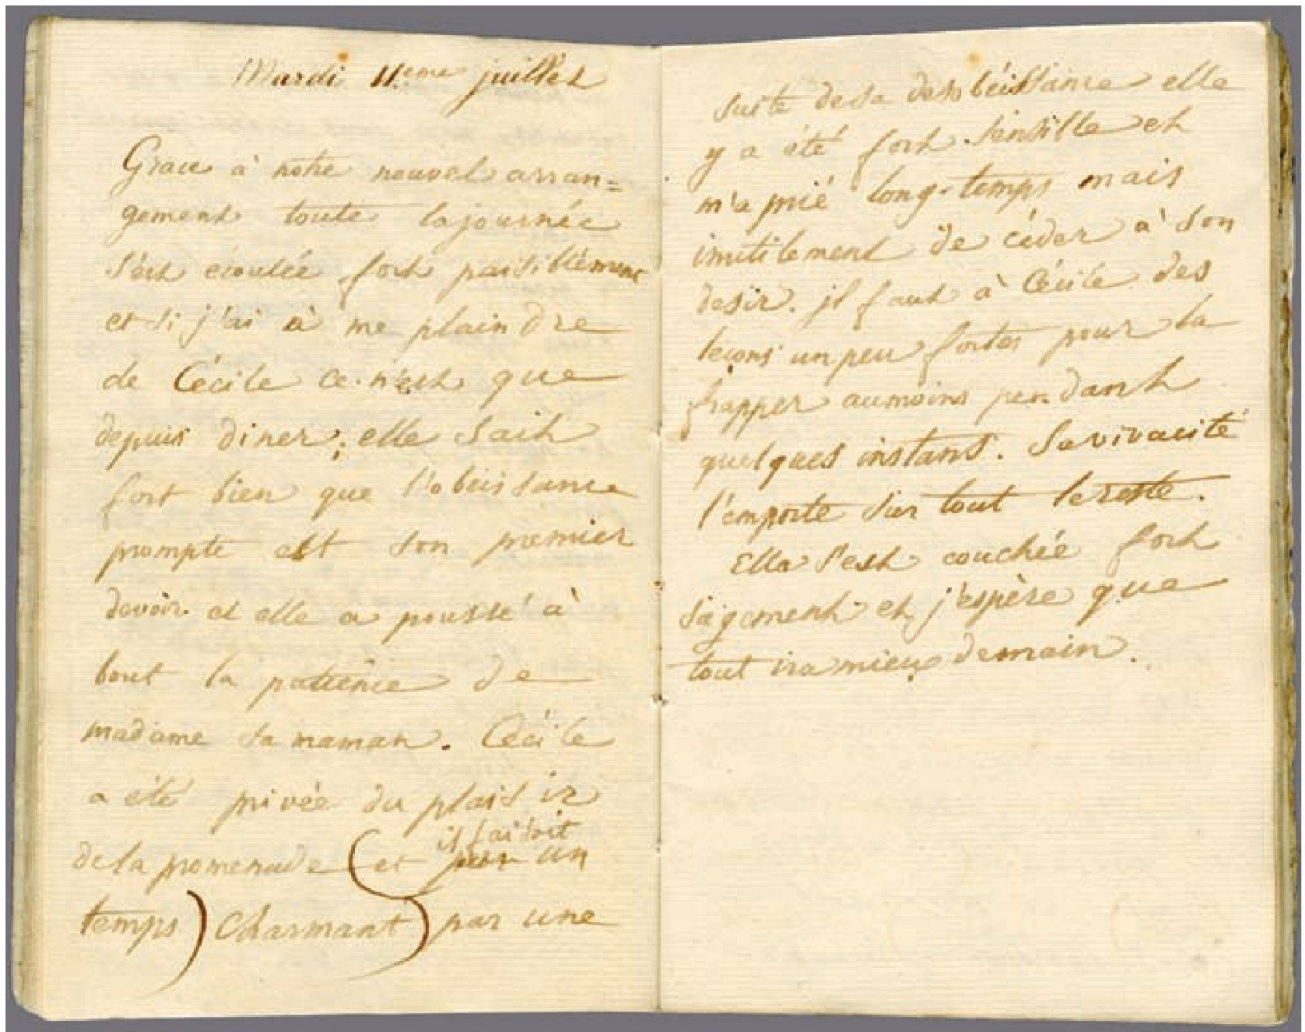 Mardi 11.eme juillet
Grace à notre nouvel arran=
gement toute la journée
s'est écoulée fort paisiblement
et si j'ai à me plaindre
de Cécile ce n'est que
depuis diner; elle sait
fort bien que l'obeissance
prompte est son premier
devoir et elle a poussé à
bout la patience de
madame sa maman. Cécile
a été privée du plaisir
de la promenade (et il faisoit un
temps) charmant) par une
suite de sa desobéissance elle
y a été fort sensible et
m'a prié long-temps mais
inutilement de céder à son
desir. il faut à Cécile des
leçons un peu fortes pour la
frapper au moins pendant
quelques instans. Sa vivacité
l'emporte sur tout le reste.
Elle s'est couchée fort
sagement et j'espère que
tout ira mieux demain.